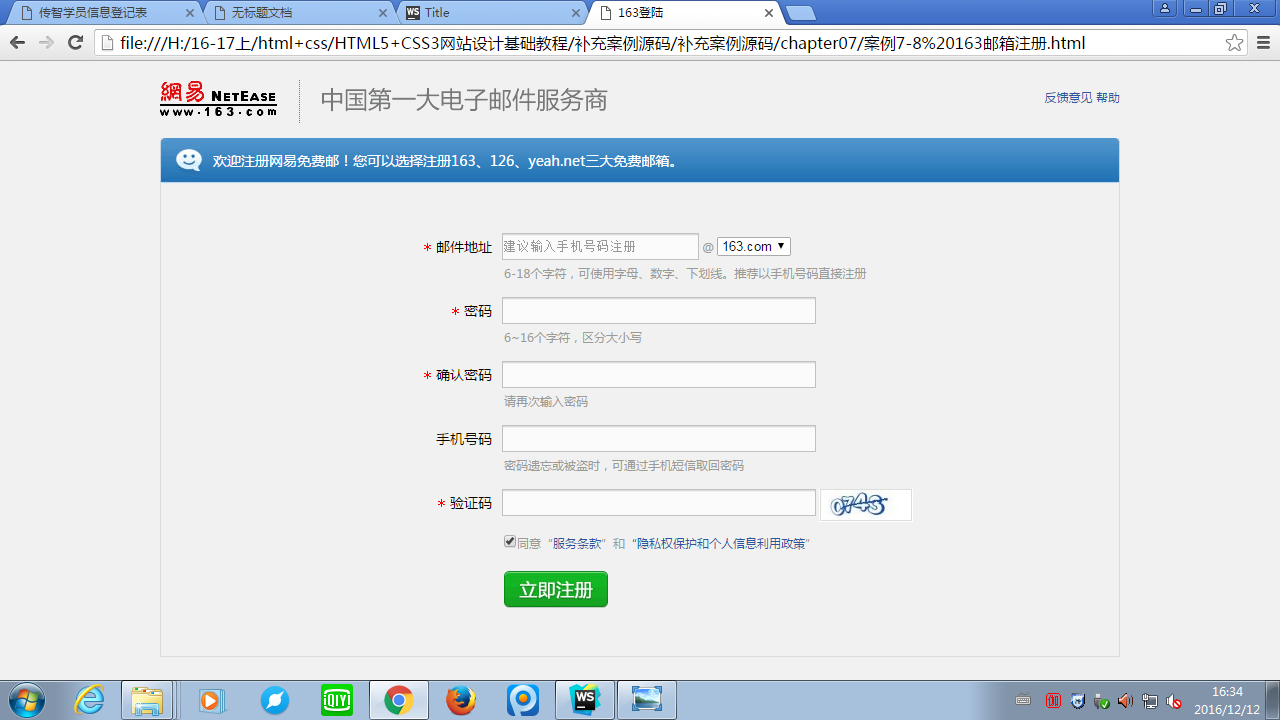 传智学员信息登记表
无标题文档
WS Title
163登陆
file:///H:/16-17上/html+css/HTML5+CSS3网站设计基础教程/补充案例源码/补充案例源码/chapter07/案例7-8%20163邮箱注册.html
網易 NETEASE
www.163.com
中国第一大电子邮件服务商
反馈意见 帮助
欢迎注册网易免费邮！您可以选择注册163、126、yeah.net三大免费邮箱。
* 邮件地址 建议输入手机号码注册 @ 163.com
6-18个字符，可使用字母、数字、下划线。推荐以手机号码直接注册
* 密码
6~16个字符，区分大小写
* 确认密码
请再次输入密码
手机号码
密码遗忘或被盗时，可通过手机短信取回密码
* 验证码 c743
同意“服务条款”和“隐私权保护和个人信息利用政策”
立即注册
iQIYI
WS
16:34
2016/12/12